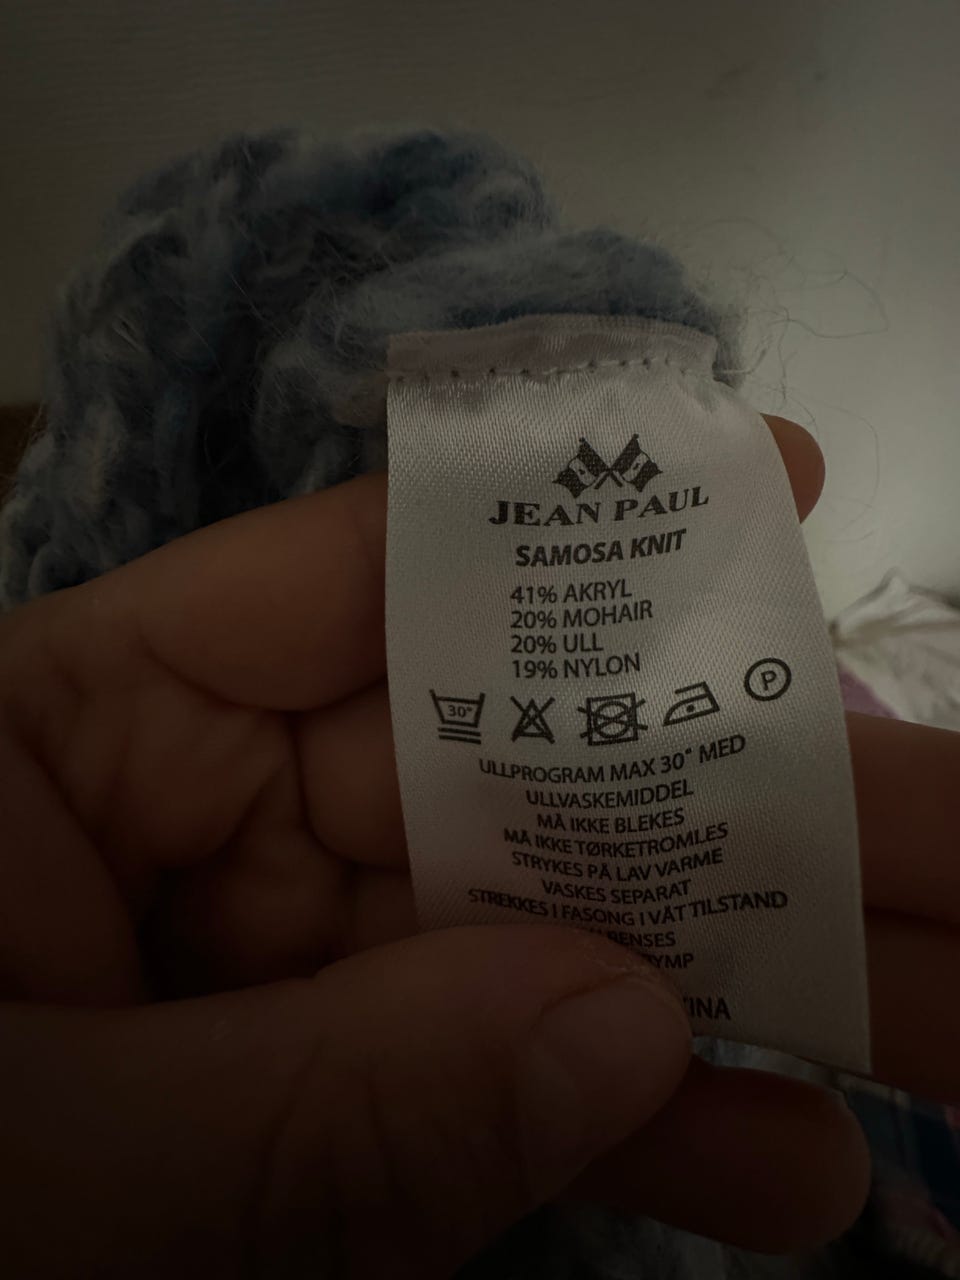 JEAN PAUL
SAMOSA KNIT
41% AKRYL
20% MOHAIR
20% ULL
19% NYLON
30° P
ULLPROGRAM MAX 30° MED
ULLVASKEMIDDEL
MÅ IKKE BLEKES
MÅ IKKE TØRKETROMLES
STRYKES PÅ LAV VARME
VASKES SEPARAT
STREKKES I FASONG I VÅT TILSTAND